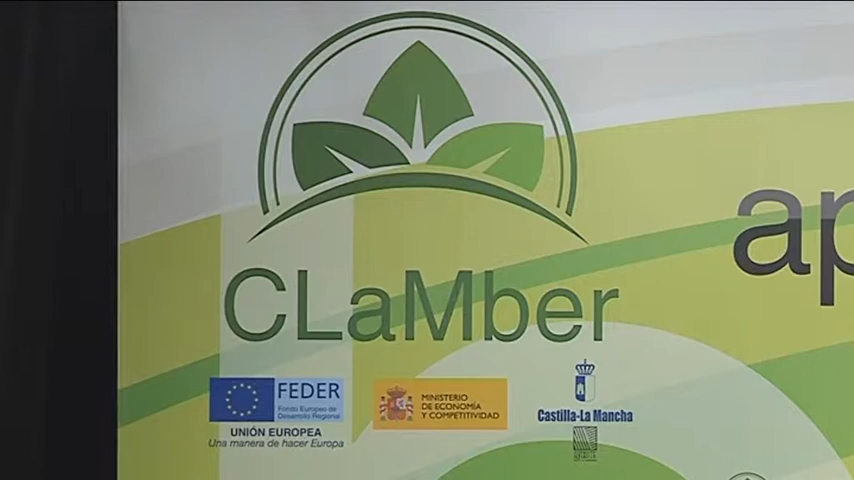 CLaMber
ap
FEDER
Fondo Europeo de
Desarrollo Regional
UNIÓN EUROPEA
Una manera de hacer Europa
MINISTERIO
DE ECONOMÍA
Y COMPETITIVIDAD
Castilla-La Mancha